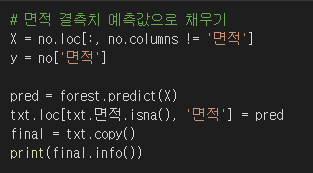 # 면적 결측치 예측값으로 채우기
X = no.loc[:, no.columns != '면적']
y = no['면적']
pred = forest.predict(X)
txt.loc[txt.면적.isna(), '면적'] = pred
final = txt.copy()
print(final.info())